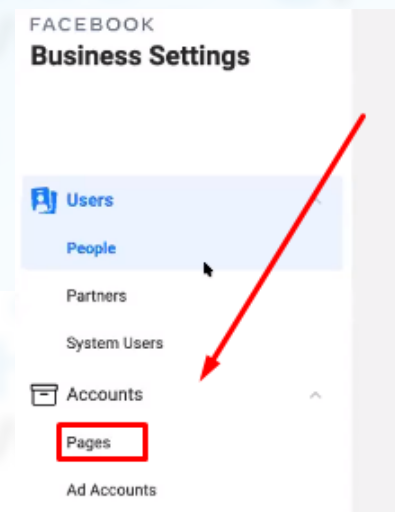 FACEBOOK
Business Settings
Users
People
Partners
System Users
Accounts
Pages
Ad Accounts